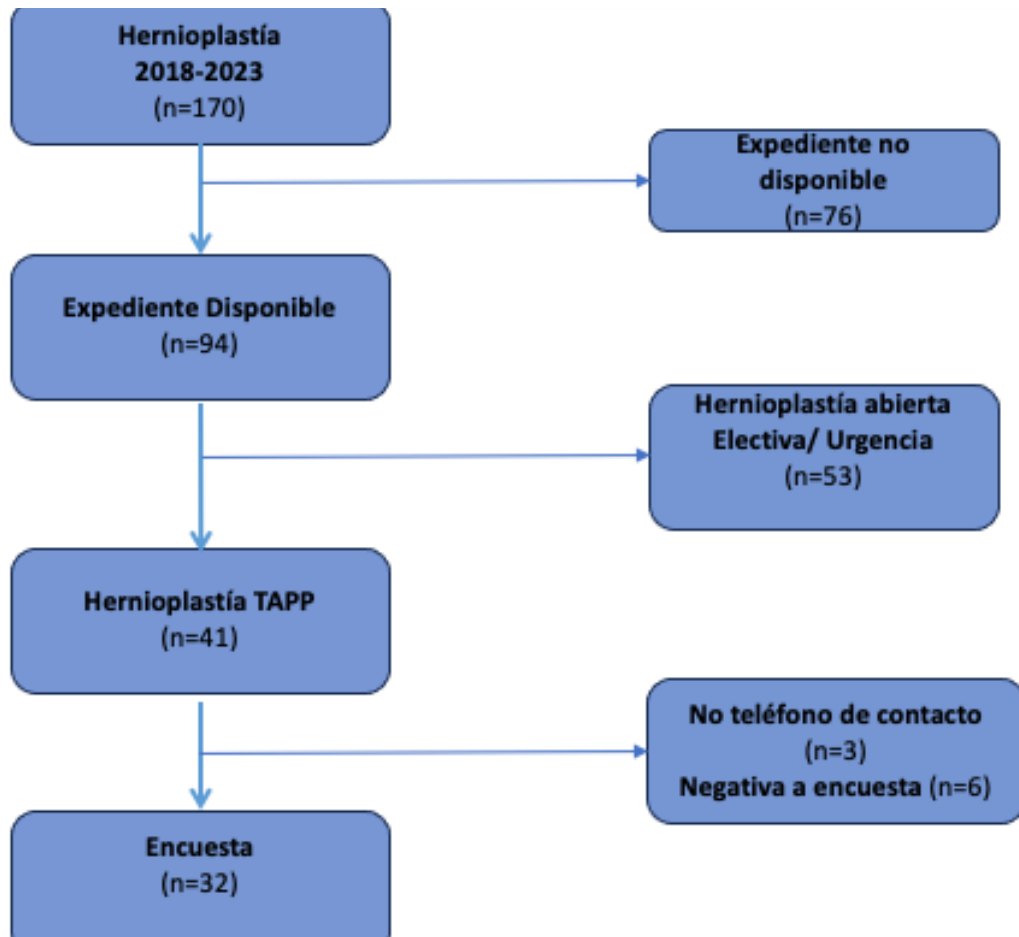 Hernioplastía
2018-2023
(n=170)
Expediente no
disponible
(n=76)
Expediente Disponible
(n=94)
Hernioplastía abierta
Electiva/ Urgencia
(n=53)
Hernioplastía TAPP
(n=41)
No teléfono de contacto
(n=3)
Negativa a encuesta (n=6)
Encuesta
(n=32)